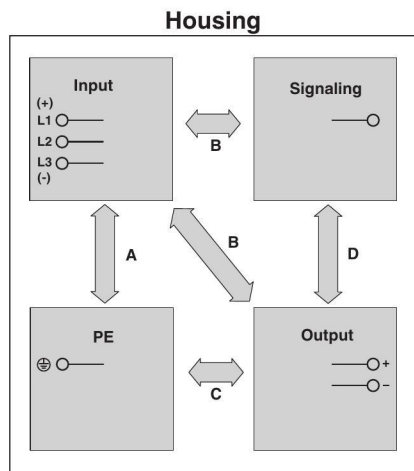 Housing
Input
(+)
L1
L2
L3
(-)
Signaling
B
A
B
D
PE
Output
+
–
C